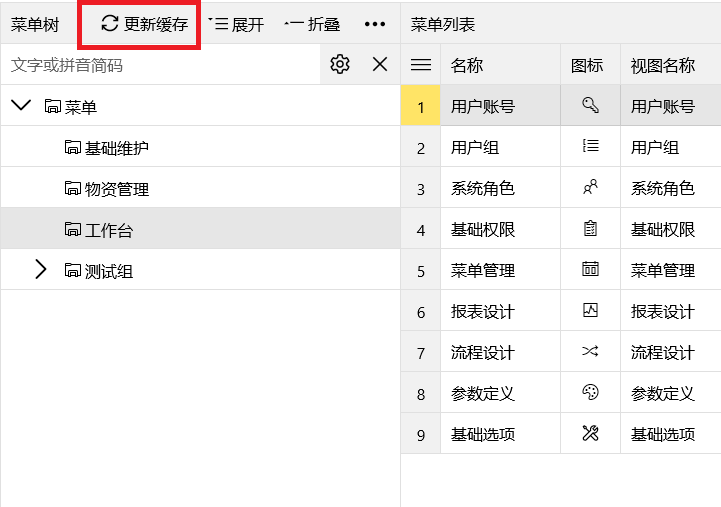 菜单树 更新缓存 展开 折叠 •••
文字或拼音简码
菜单
基础维护
物资管理
工作台
测试组
菜单列表
名称 图标 视图名称
1 用户账号 用户账号
2 用户组 用户组
3 系统角色 系统角色
4 基础权限 基础权限
5 菜单管理 菜单管理
6 报表设计 报表设计
7 流程设计 流程设计
8 参数定义 参数定义
9 基础选项 基础选项